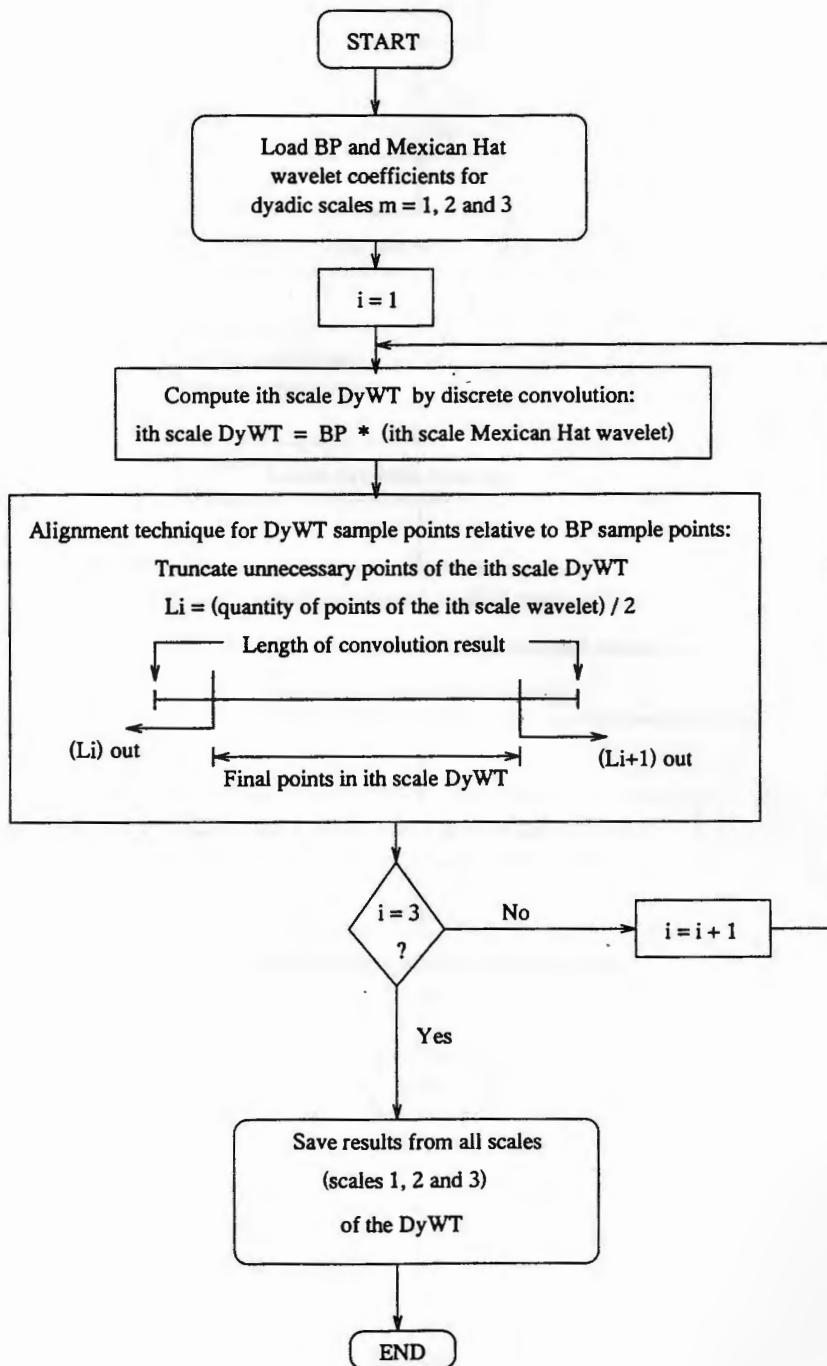 START
Load BP and Mexican Hat
wavelet coefficients for
dyadic scales m = 1, 2 and 3
i = 1
Compute ith scale DyWT by discrete convolution:
ith scale DyWT = BP * (ith scale Mexican Hat wavelet)
Alignment technique for DyWT sample points relative to BP sample points:
Truncate unnecessary points of the ith scale DyWT
Li = (quantity of points of the ith scale wavelet) / 2
Length of convolution result
(Li) out
(Li+1) out
Final points in ith scale DyWT
i = 3
?
No
i = i + 1
Yes
Save results from all scales
(scales 1, 2 and 3)
of the DyWT
END